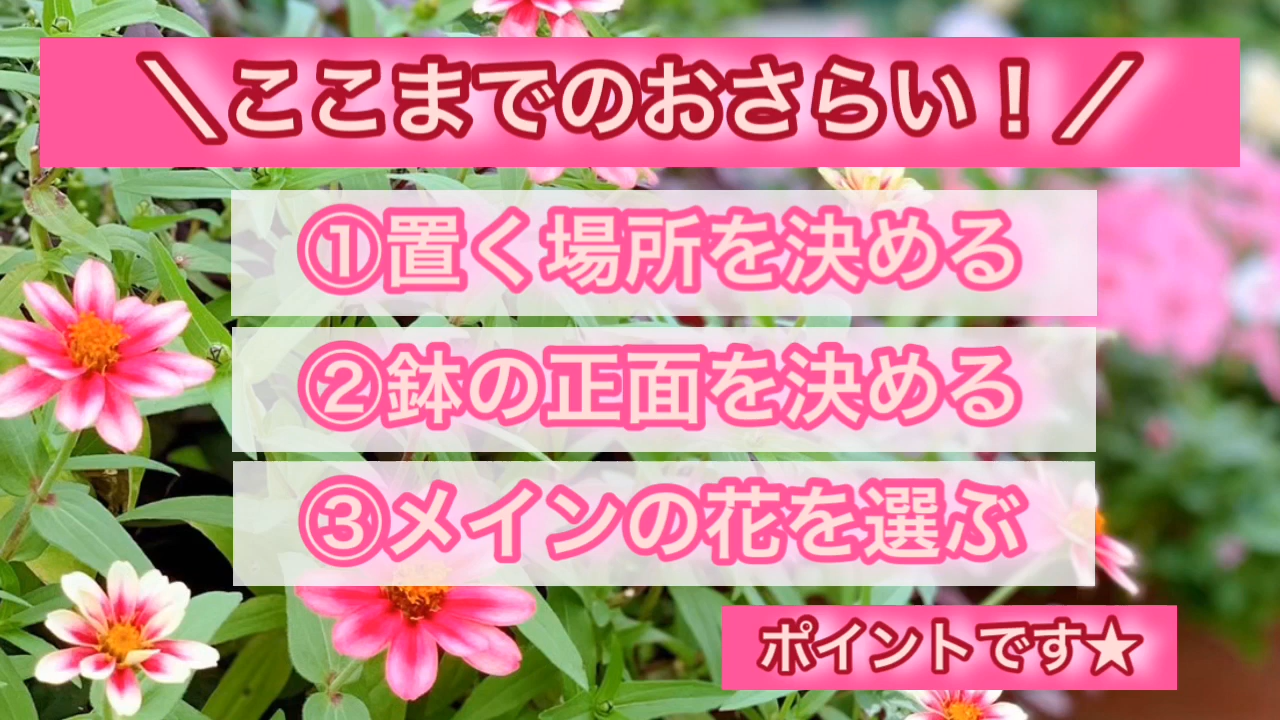 ＼ここまでのおさらい！／
①置く場所を決める
②鉢の正面を決める
③メインの花を選ぶ
ポイントです★